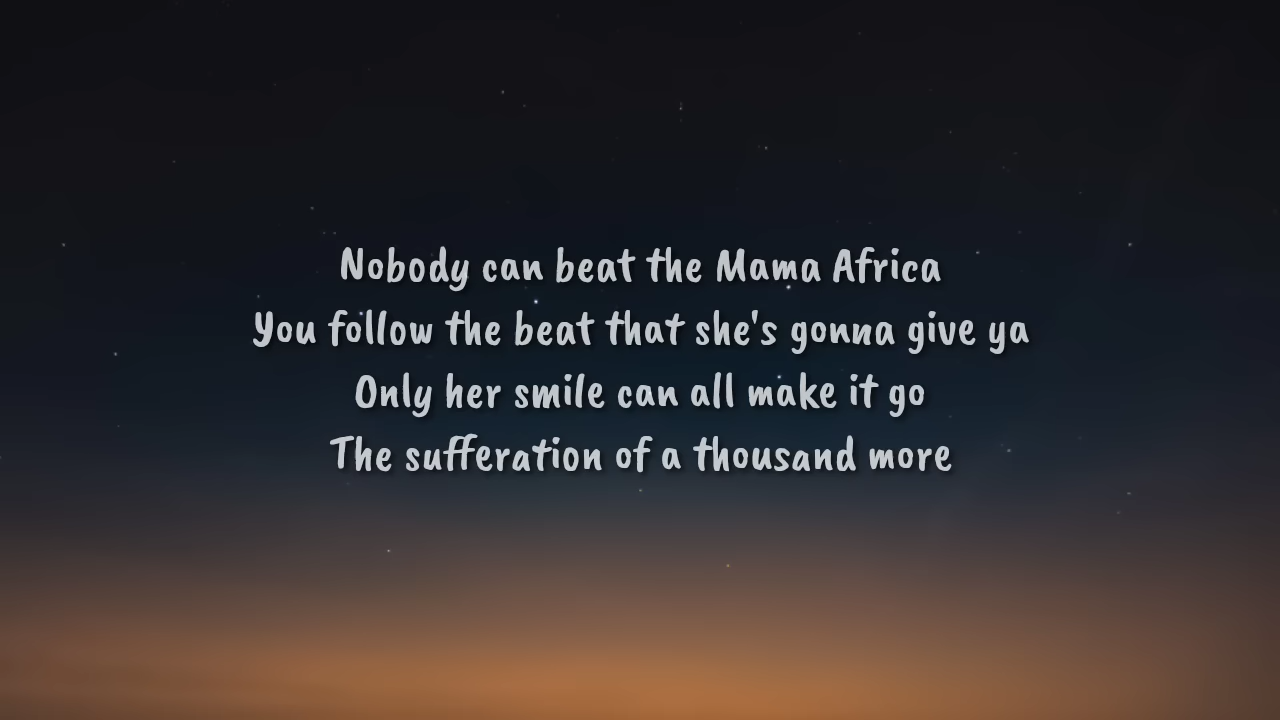 Nobody can beat the Mama Africa
You follow the beat that she's gonna give ya
Only her smile can all make it go
The sufferation of a thousand more